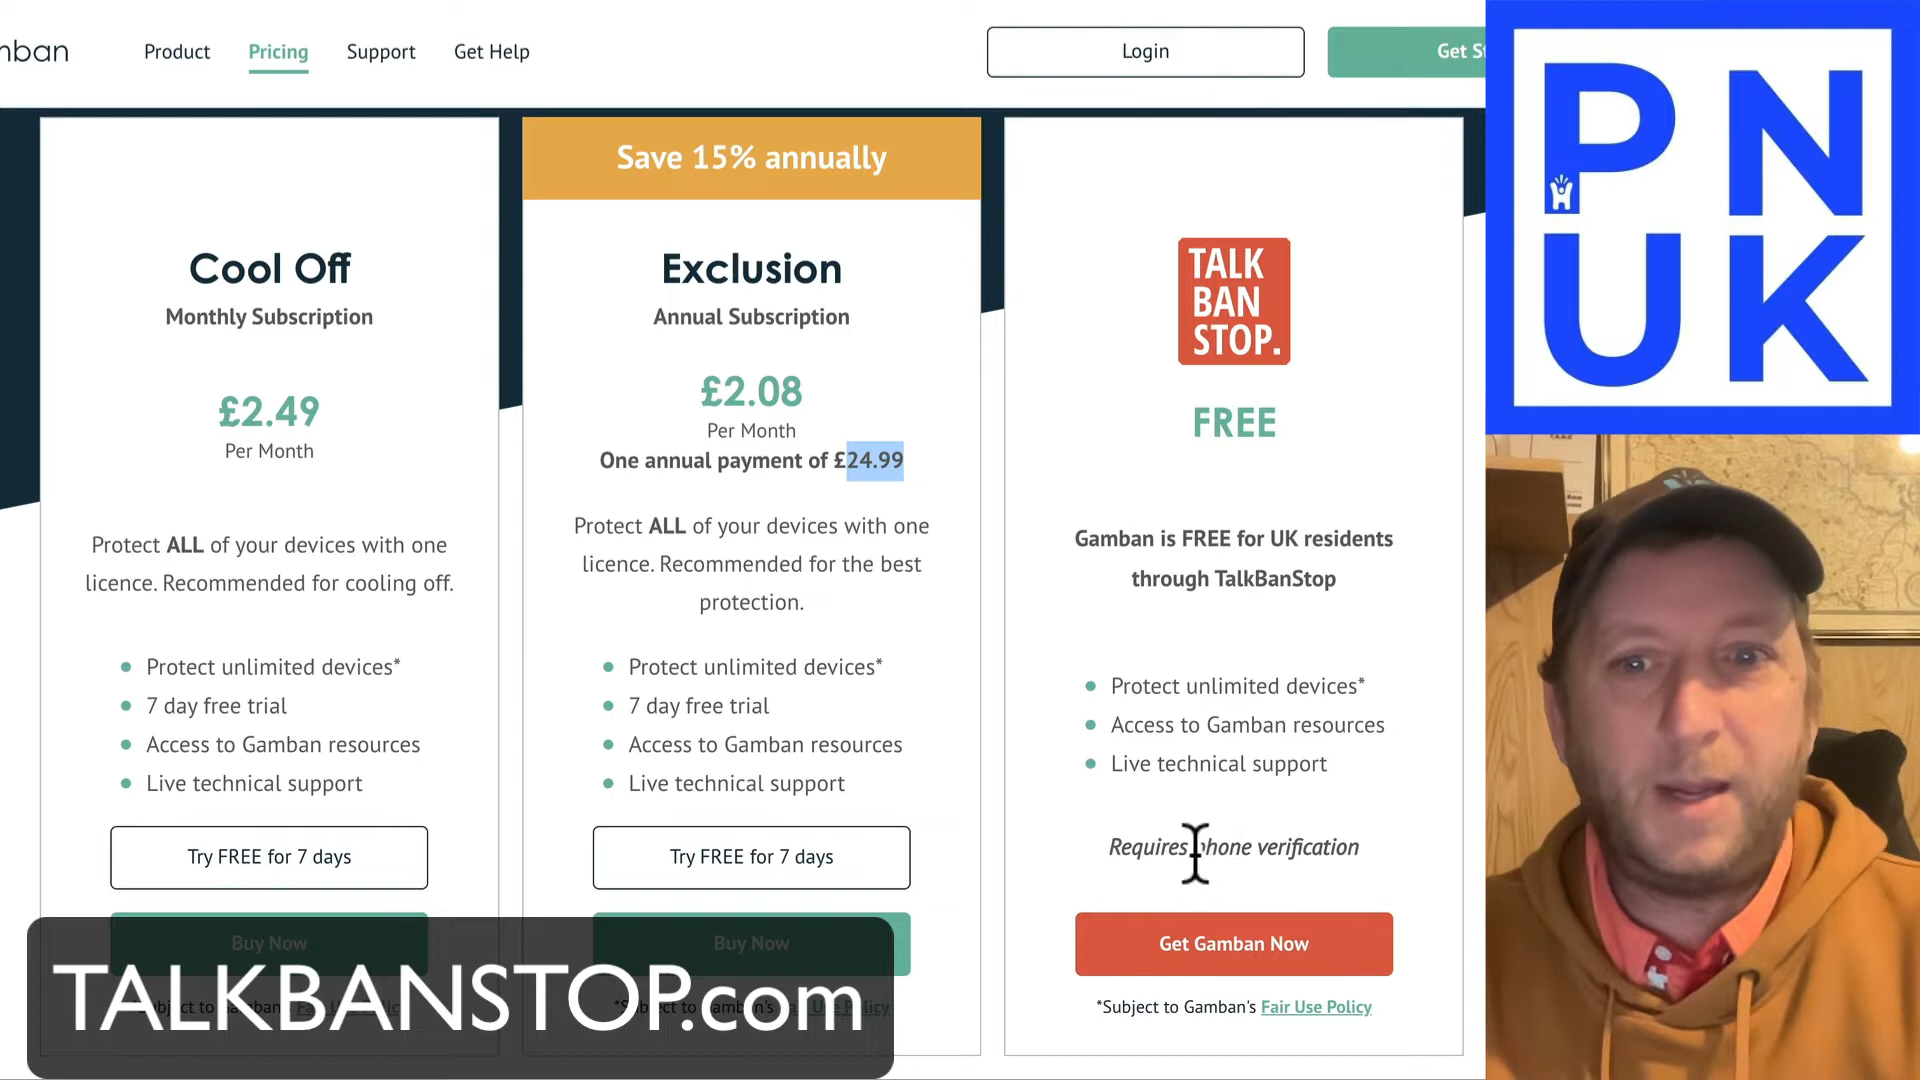 Product
Pricing
Support
Get Help
Login
Cool Off
Monthly Subscription
£2.49
Per Month
Protect ALL of your devices with one
licence. Recommended for cooling off.
Protect unlimited devices*
7 day free trial
Access to Gamban resources
Live technical support
Try FREE for 7 days
Buy Now
Save 15% annually
Exclusion
Annual Subscription
£2.08
Per Month
One annual payment of £24.99
Protect ALL of your devices with one
licence. Recommended for the best
protection.
Protect unlimited devices*
7 day free trial
Access to Gamban resources
Live technical support
Try FREE for 7 days
Buy Now
TALK
BAN
STOP.
FREE
Gamban is FREE for UK residents
through TalkBanStop
Protect unlimited devices*
Access to Gamban resources
Live technical support
Requires phone verification
Get Gamban Now
*Subject to Gamban's Fair Use Policy
TALKBANSTOP.com
PN
UK